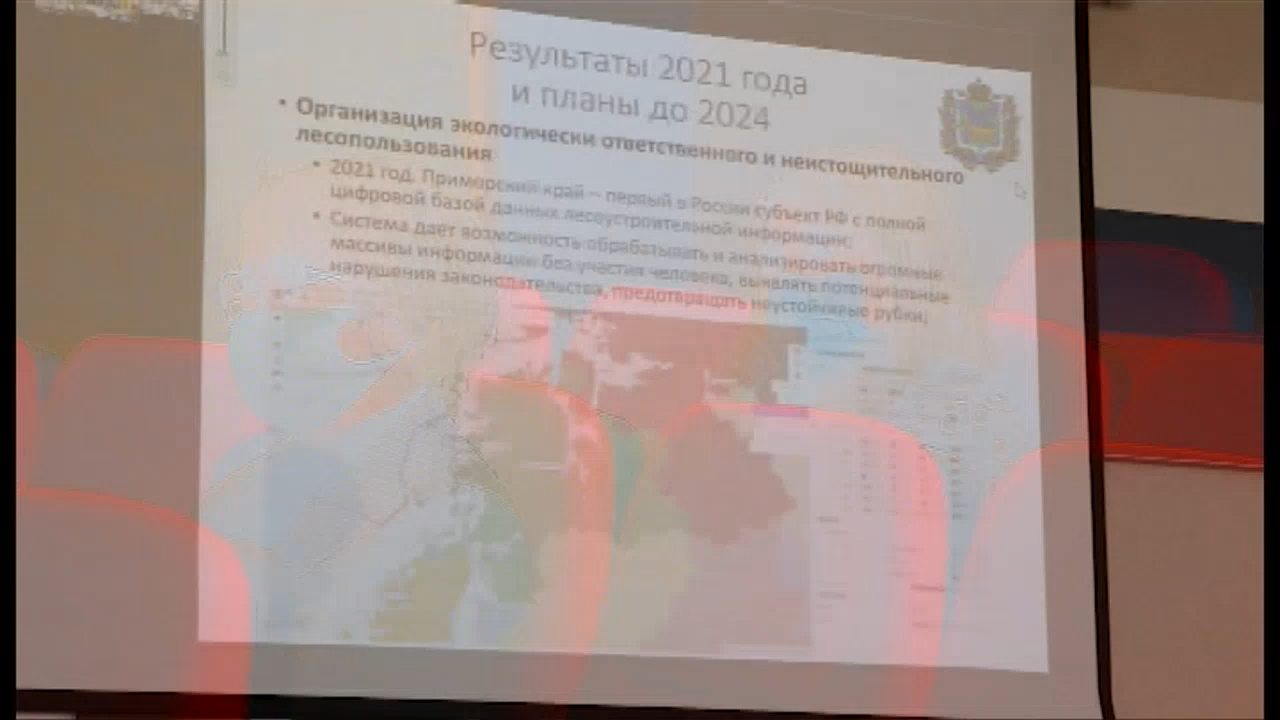 Результаты 2021 года
и планы до 2024
• Организация экологически ответственного и неистощительного
лесопользования
• 2021 год. Приморский край – первый в России субъект РФ с полной
цифровой базой данных лесоустроительной информации;
• Система дает возможность обрабатывать и анализировать огромные
массивы информации без участия человека, выявлять потенциальные
нарушения законодательства, предотвращать неустойчивые рубки;